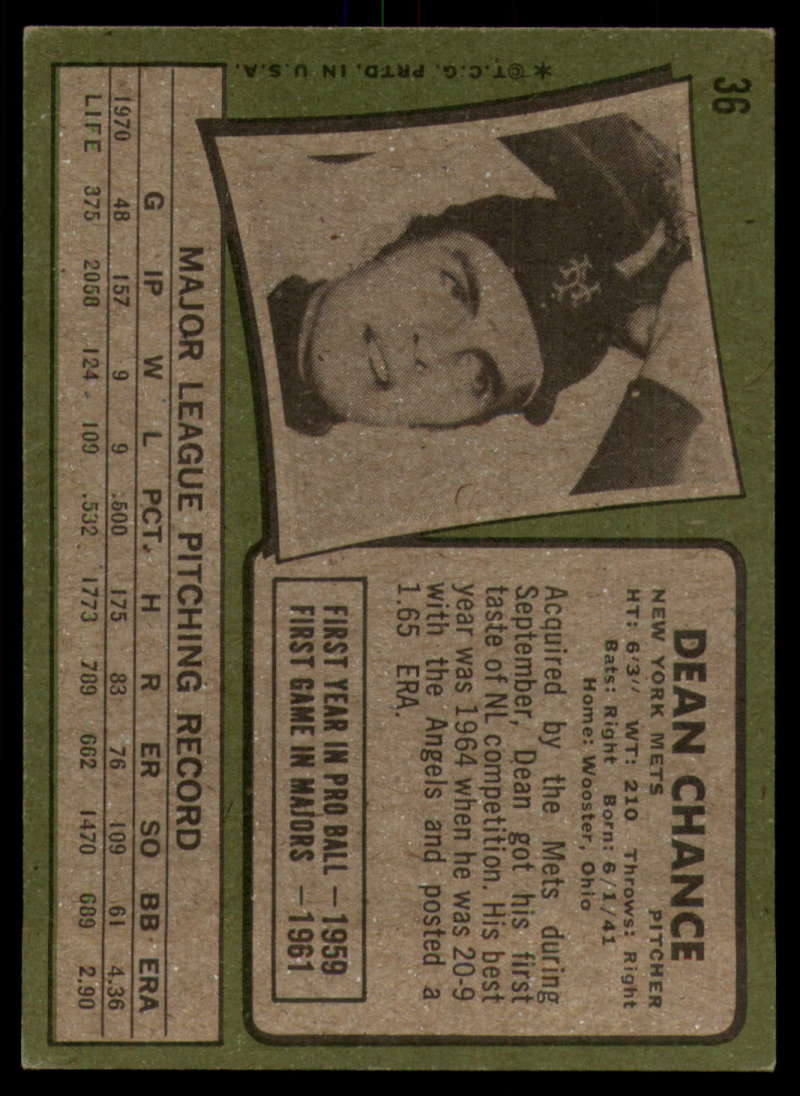 36
*©T.C.G. PRTD. IN U.S.A.
DEAN CHANCE
NEW YORK METS PITCHER
HT: 6'3" WT: 210 Throws: Right
Bats: Right Born: 6/1/41
Home: Wooster, Ohio
Acquired by the Mets during
September, Dean got his first
taste of NL competition. His best
year was 1964 when he was 20-9
with the Angels and posted a
1.65 ERA.
FIRST YEAR IN PRO BALL —1959
FIRST GAME IN MAJORS —1961
MAJOR LEAGUE PITCHING RECORD
G IP W L PCT. H R ER SO BB ERA
1970 48 157 9 9 .500 175 83 76 109 61 4.36
LIFE 375 2058 124 109 .532 1773 789 662 1470 689 2.90